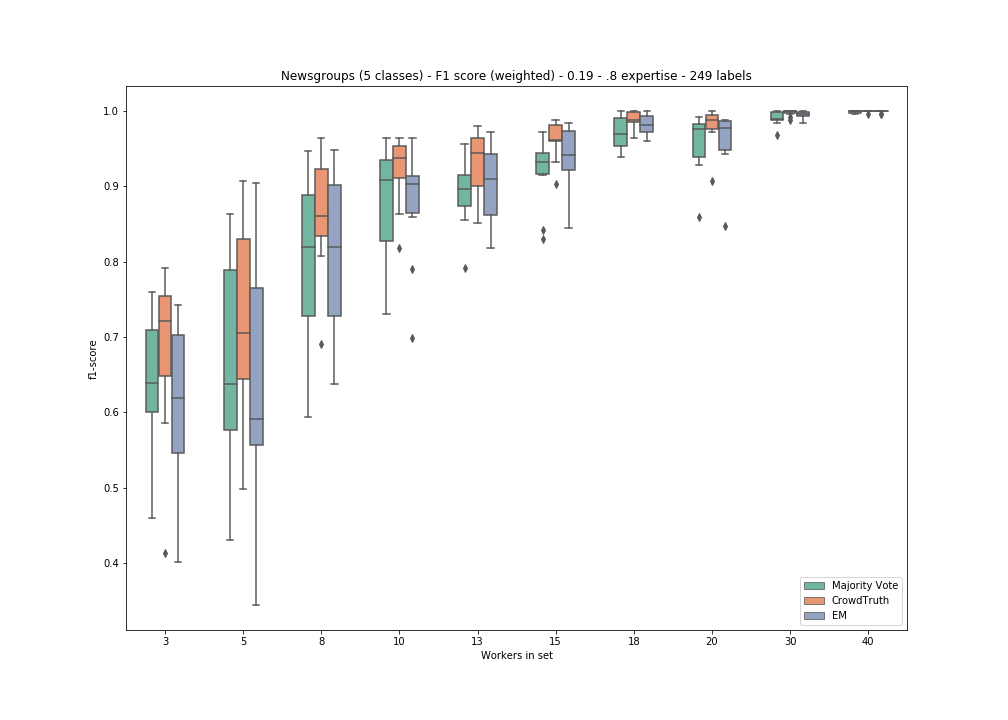 Newsgroups (5 classes) - F1 score (weighted) - 0.19 - .8 expertise - 249 labels
1.0
0.9
0.8
0.7
0.6
0.5
0.4
f1-score
3 5 8 10 13 15 18 20 30 40
Workers in set
Majority Vote
CrowdTruth
EM